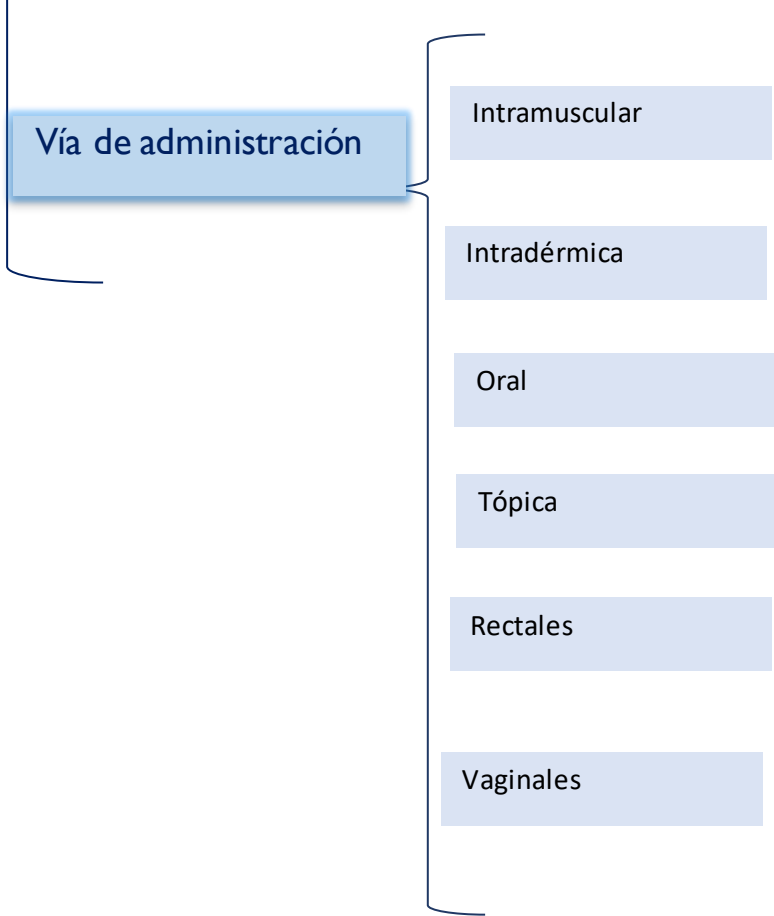 Vía de administración
Intramuscular
Intradérmica
Oral
Tópica
Rectales
Vaginales